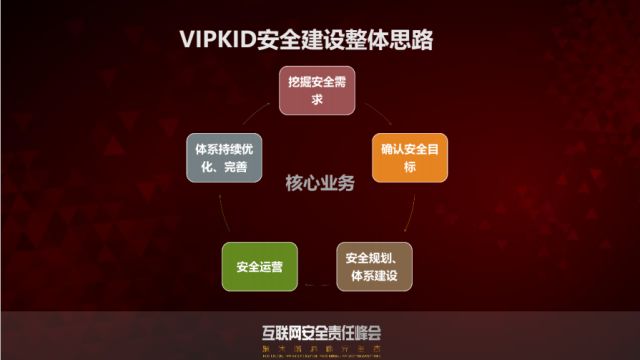 VIPKID安全建设整体思路
挖掘安全需
求
体系持续优
化、完善
确认安全目
标
核心业务
安全运营
安全规划、
体系建设
互联网安全责任峰会